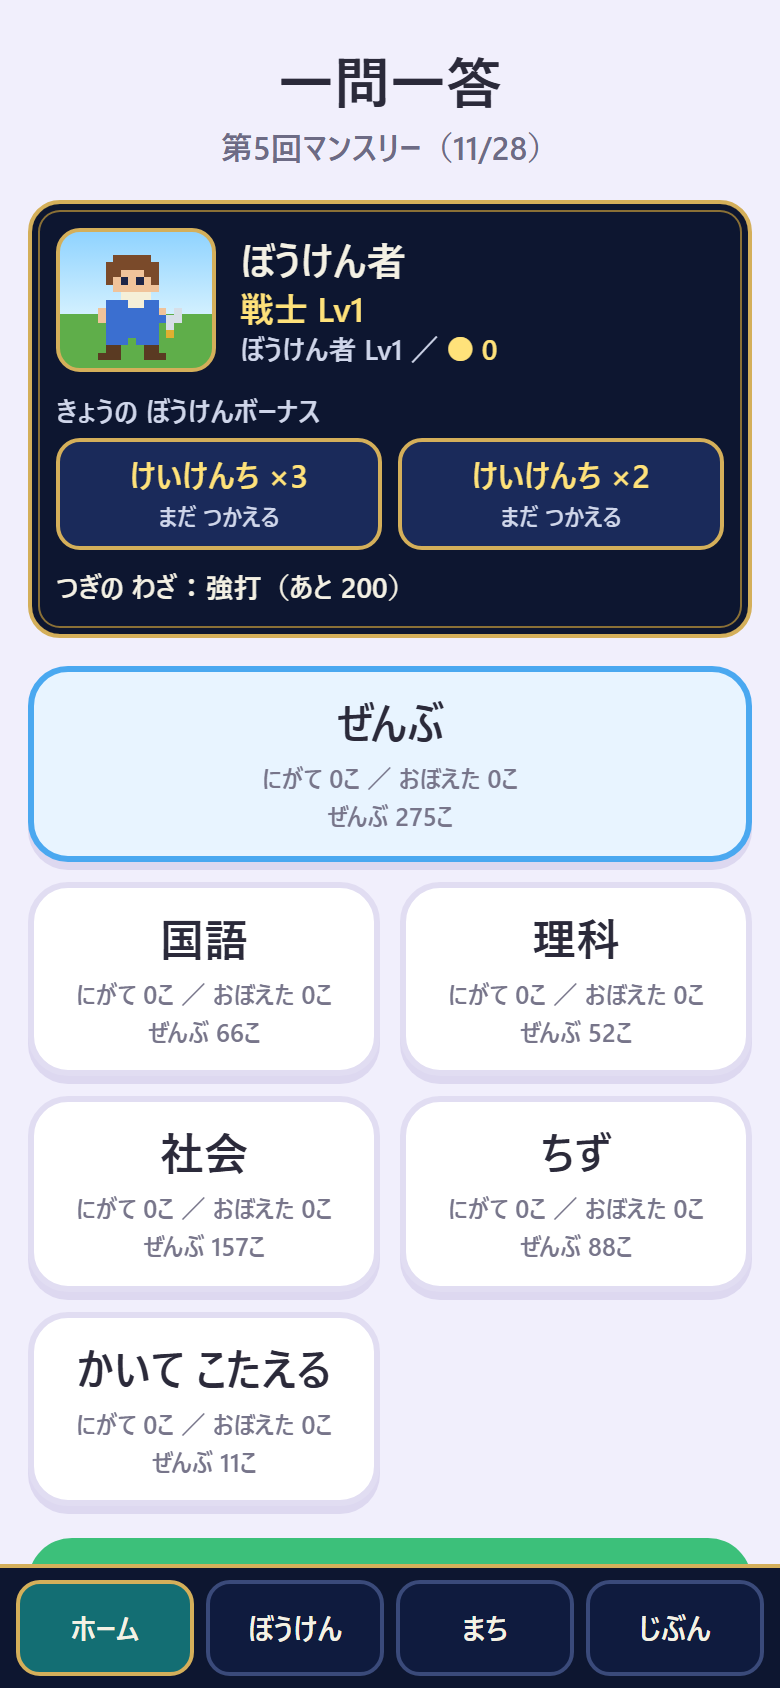 一問一答
第5回マンスリー（11/28）
ぼうけん者
戦士 Lv1
ぼうけん者 Lv1 ／ 0
きょうの ぼうけんボーナス
けいけんち ×3
まだ つかえる
けいけんち ×2
まだ つかえる
つぎの わざ：強打（あと 200）
ぜんぶ
にがて 0こ ／ おぼえた 0こ
ぜんぶ 275こ
国語
にがて 0こ ／ おぼえた 0こ
ぜんぶ 66こ
理科
にがて 0こ ／ おぼえた 0こ
ぜんぶ 52こ
社会
にがて 0こ ／ おぼえた 0こ
ぜんぶ 157こ
ちず
にがて 0こ ／ おぼえた 0こ
ぜんぶ 88こ
かいて こたえる
にがて 0こ ／ おぼえた 0こ
ぜんぶ 11こ
ホーム
ぼうけん
まち
じぶん